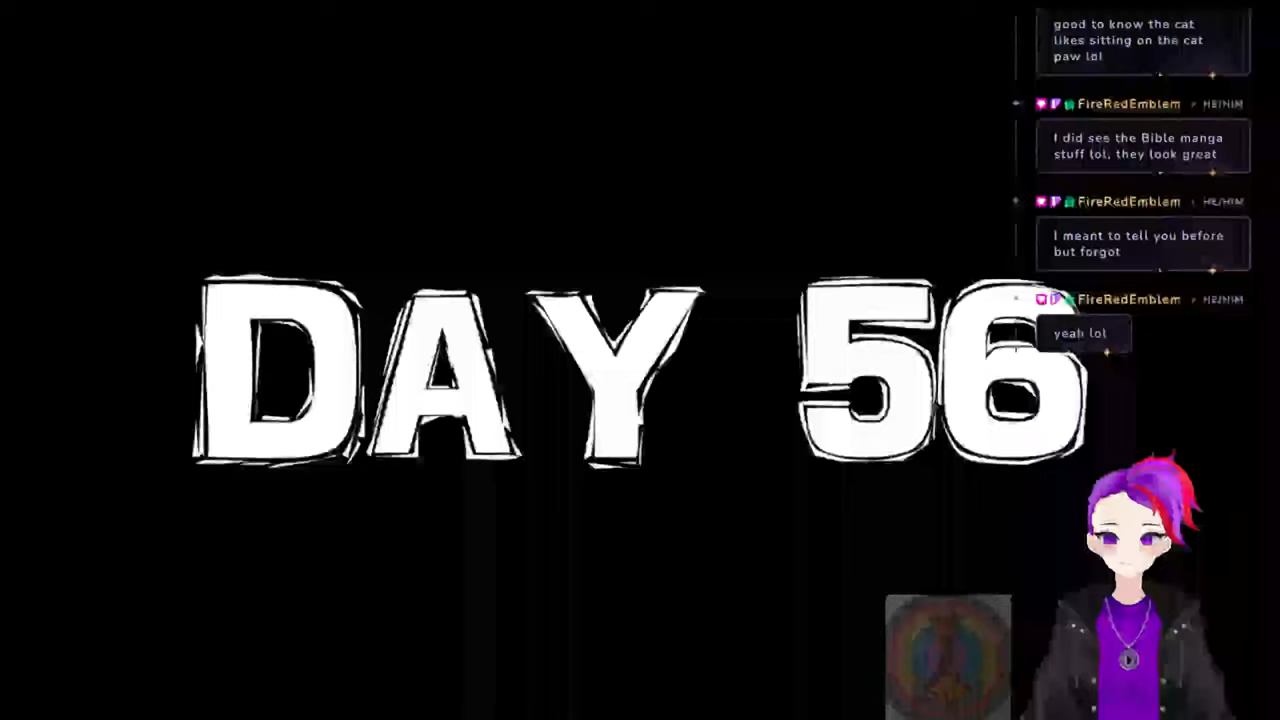 good to know the cat
likes sitting on the cat
paw lol
FireRedEmblem HE/HIM
I did see the Bible manga
stuff lol, they look great
FireRedEmblem HE/HIM
I meant to tell you before
but forgot
FireRedEmblem HE/HIM
yeah lol
DAY 56